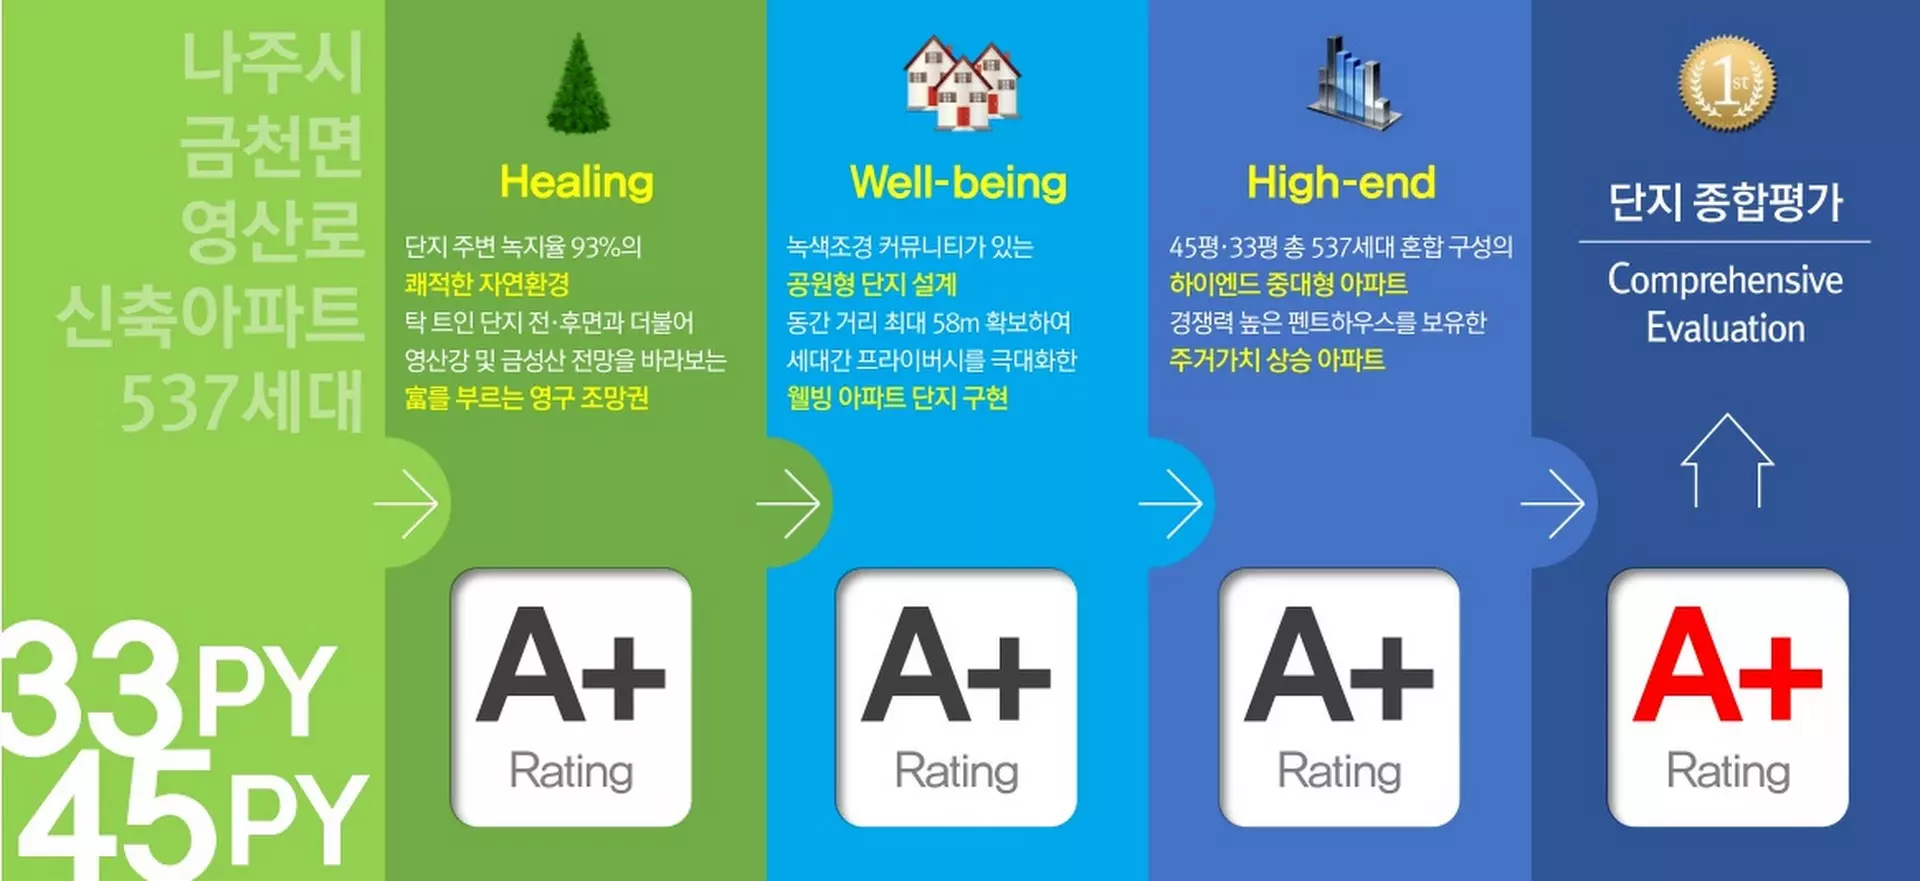 나주시
금천면
영산로
신축아파트
537세대
33PY
45PY
Healing
단지 주변 녹지율 93%의
쾌적한 자연환경
탁 트인 단지 전·후면과 더불어
영산강 및 금성산 전망을 바라보는
富를 부르는 영구 조망권
A+
Rating
Well-being
녹색조경 커뮤니티가 있는
공원형 단지 설계
동간 거리 최대 58m 확보하여
세대간 프라이버시를 극대화한
웰빙 아파트 단지 구현
A+
Rating
High-end
45평·33평 총 537세대 혼합 구성의
하이엔드 중대형 아파트
경쟁력 높은 펜트하우스를 보유한
주거가치 상승 아파트
A+
Rating
1st
단지 종합평가
Comprehensive
Evaluation
A+
Rating